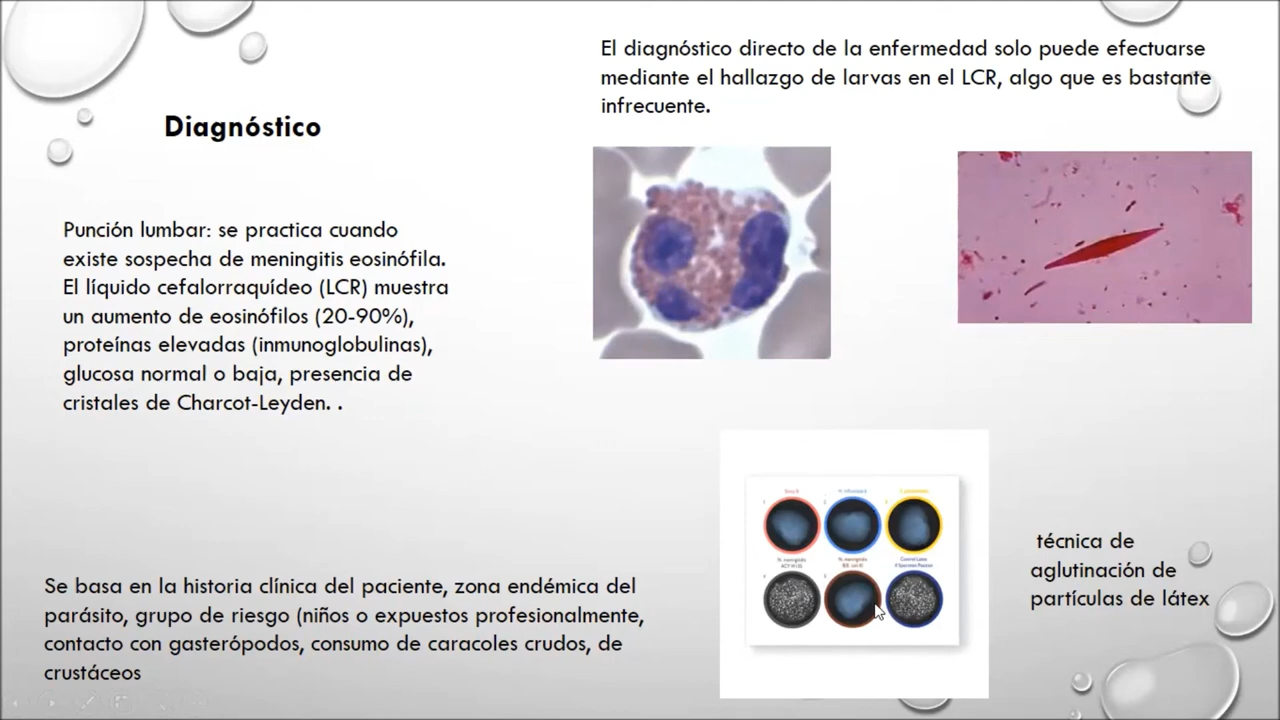 Diagnóstico
Punción lumbar: se practica cuando
existe sospecha de meningitis eosinófila.
El líquido cefalorraquídeo (LCR) muestra
un aumento de eosinófilos (20-90%),
proteínas elevadas (inmunoglobulinas),
glucosa normal o baja, presencia de
cristales de Charcot-Leyden. .
Se basa en la historia clínica del paciente, zona endémica del
parásito, grupo de riesgo (niños o expuestos profesionalmente,
contacto con gasterópodos, consumo de caracoles crudos, de
crustáceos
El diagnóstico directo de la enfermedad solo puede efectuarse
mediante el hallazgo de larvas en el LCR, algo que es bastante
infrecuente.
técnica de
aglutinación de
partículas de látex